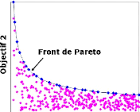 Front de Pareto
Objectif 2